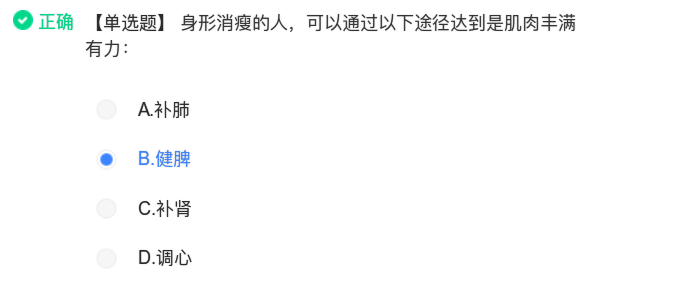 正确 【单选题】 身形消瘦的人，可以通过以下途径达到是肌肉丰满
有力：
A.补肺
B.健脾
C.补肾
D.调心